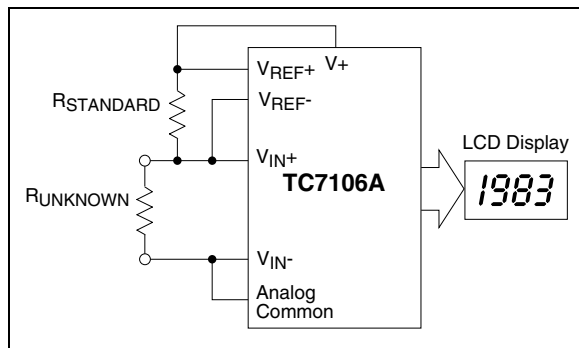 V+
VREF+
RSTANDARD
VREF-
LCD Display
VIN+
TC7106A
1983
RUNKNOWN
VIN-
Analog
Common